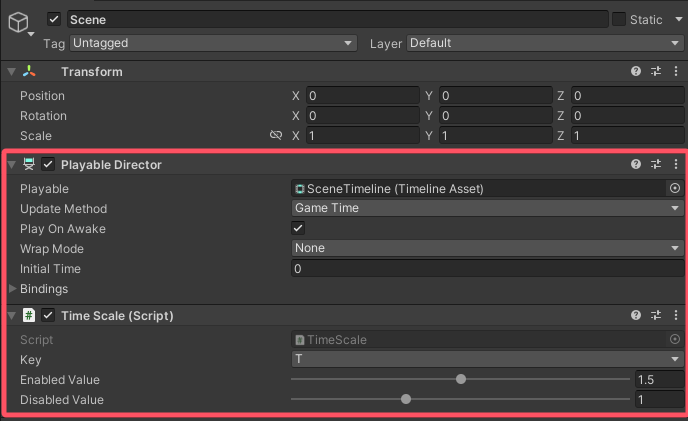 Scene Static
Tag Untagged Layer Default
Transform
Position X 0 Y 0 Z 0
Rotation X 0 Y 0 Z 0
Scale X 1 Y 1 Z 1
Playable Director
Playable SceneTimeline (Timeline Asset)
Update Method Game Time
Play On Awake
Wrap Mode None
Initial Time 0
Bindings
# Time Scale (Script)
Script # TimeScale
Key T
Enabled Value 1.5
Disabled Value 1